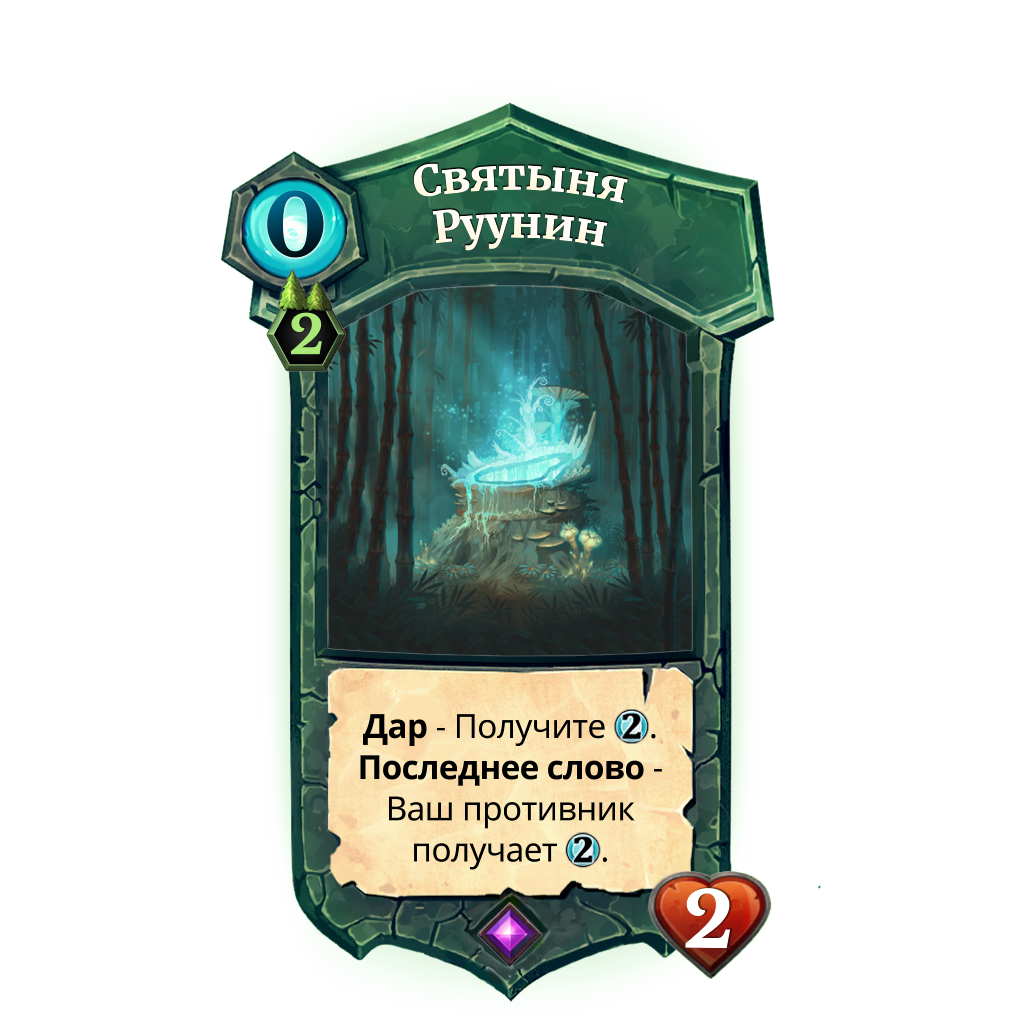 Святыня
Руунин
0
2
Дар - Получите 2.
Последнее слово -
Ваш противник
получает 2.
2